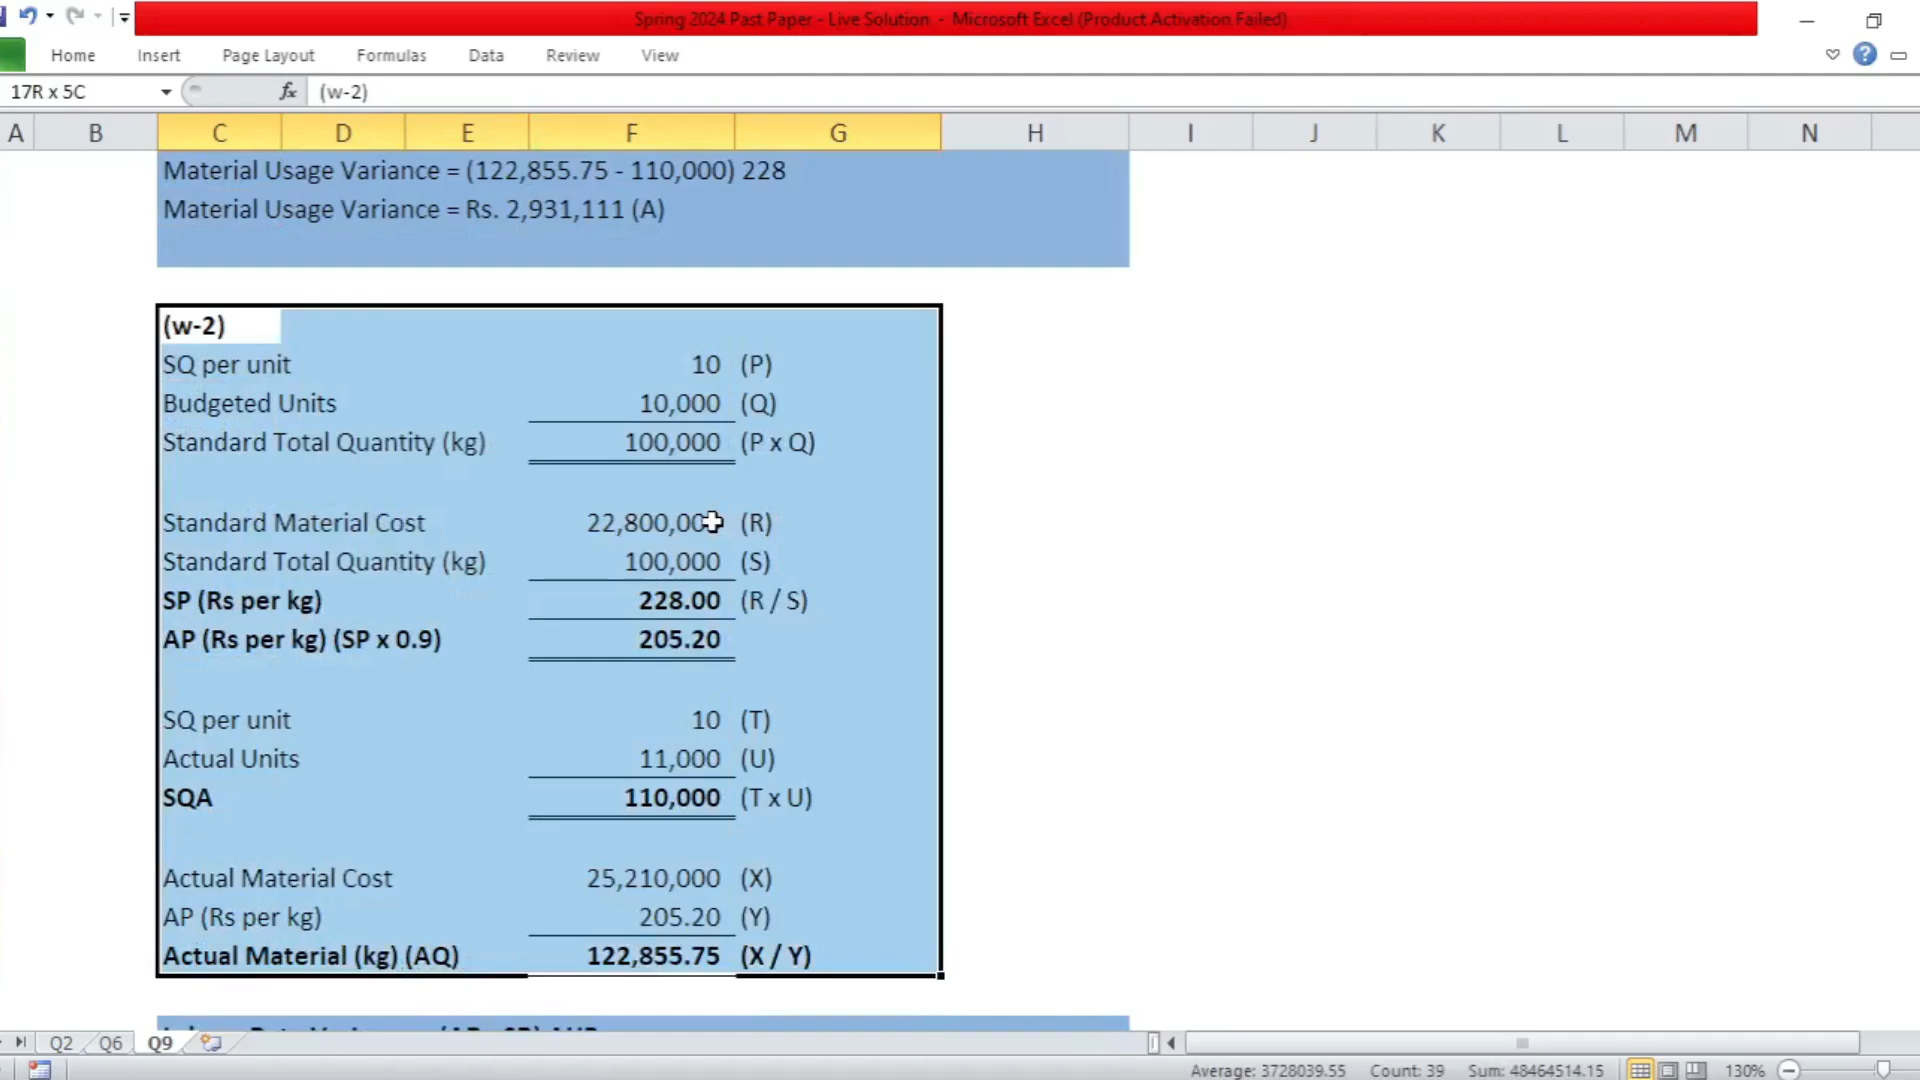 Spring 2024 Past Paper - Live Solution - Microsoft Excel (Product Activation Failed)
Home Insert Page Layout Formulas Data Review View
17R x 5C fx (w-2)
A B C D E F G H I J K L M N
Material Usage Variance = (122,855.75 - 110,000) 228
Material Usage Variance = Rs. 2,931,111 (A)
(w-2)
SQ per unit 10 (P)
Budgeted Units 10,000 (Q)
Standard Total Quantity (kg) 100,000 (P x Q)
Standard Material Cost 22,800,000 (R)
Standard Total Quantity (kg) 100,000 (S)
SP (Rs per kg) 228.00 (R / S)
AP (Rs per kg) (SP x 0.9) 205.20
SQ per unit 10 (T)
Actual Units 11,000 (U)
SQA 110,000 (T x U)
Actual Material Cost 25,210,000 (X)
AP (Rs per kg) 205.20 (Y)
Actual Material (kg) (AQ) 122,855.75 (X / Y)
Q2 Q6 Q9
Average: 3728039.55 Count: 39 Sum: 48464514.15 130%